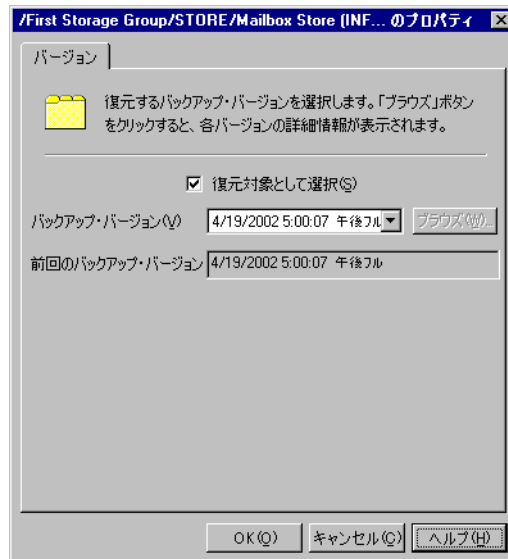 /First Storage Group/STORE/Mailbox Store (INF... のプロパティ
バージョン
復元するバックアップ・バージョンを選択します。「ブラウズ」ボタン
をクリックすると、各バージョンの詳細情報が表示されます。
復元対象として選択(S)
バックアップ・バージョン(V) 4/19/2002 5:00:07 午後フル ブラウズ(W)...
前回のバックアップ・バージョン 4/19/2002 5:00:07 午後フル
OK(O) キャンセル(C) ヘルプ(H)